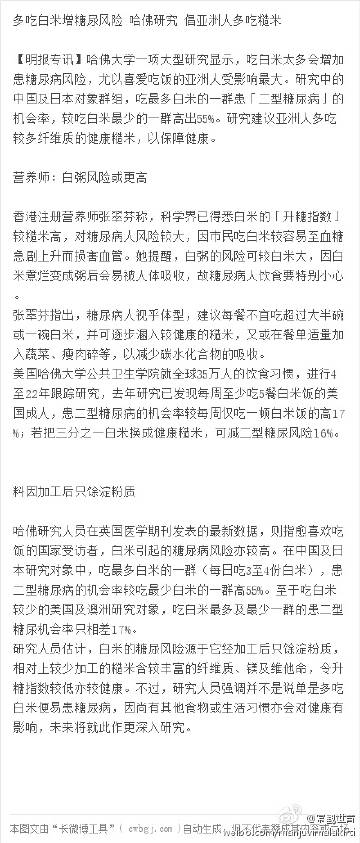 多吃白米增糖尿风险 哈佛研究 倡亚洲人多吃糙米
【明报专讯】哈佛大学一项大型研究显示，吃白米太多会增加
患糖尿病风险，尤以喜爱吃饭的亚洲人受影响最大。研究中的
中国及日本对象群组，吃最多白米的一群患「二型糖尿病」的
机会率，较吃白米最少的一群高出55%。研究建议亚洲人多吃
较多纤维质的健康糙米，以保障健康。
营养师：白粥风险或更高
香港注册营养师张翠芬称，科学界已得悉白米的「升糖指数」
较糙米高，对糖尿病人风险较大，因市民吃白米较容易至血糖
急剧上升而损害血管。她提醒，白粥的风险可较白米大，因白
米煮烂变成粥后会易被人体吸收，故糖尿病人饮食要特别小心
。
张翠芬指出，糖尿病人视乎体型，建议每餐不宜吃超过大半碗
或一碗白米，并可逐步溷入较健康的糙米，又或在餐单适量加
入蔬菜、瘦肉碎等，以减少碳水化合物的吸收。
美国哈佛大学公共卫生学院就全球35万人的饮食习惯，进行4
至22年跟踪研究，去年研究已发现每周至少吃5餐白米饭的美
国成人，患二型糖尿病的机会率较每周仅吃一顿白米饭的高17
%；若把三分之一白米换成健康糙米，可减二型糖尿风险16%。
料因加工后只馀淀粉质
哈佛研究人员在英国医学期刊发表的最新数据，则指愈喜欢吃
饭的国家受访者，白米引起的糖尿病风险亦较高。在中国及日
本研究对象中，吃最多白米的一群（每日吃3至4份白米），患
二型糖尿病的机会率较吃最少白米的一群高55%。至于吃白米
较少的美国及澳洲研究对象，吃白米最多及最少一群的患二型
糖尿机会率只相差17%。
研究人员估计，白米的糖尿风险源于它经加工后只馀淀粉质，
相对上较少加工的糙米含较丰富的纤维质、镁及维他命，令升
糖指数较低亦较健康。不过，研究人员强调并不是说单是多吃
白米便易患糖尿病，因尚有其他食物或生活习惯亦会对健康有
影响，未来将就此作更深入研究。
本图文由“长微博工具”（cwbgj.com）自动生成，